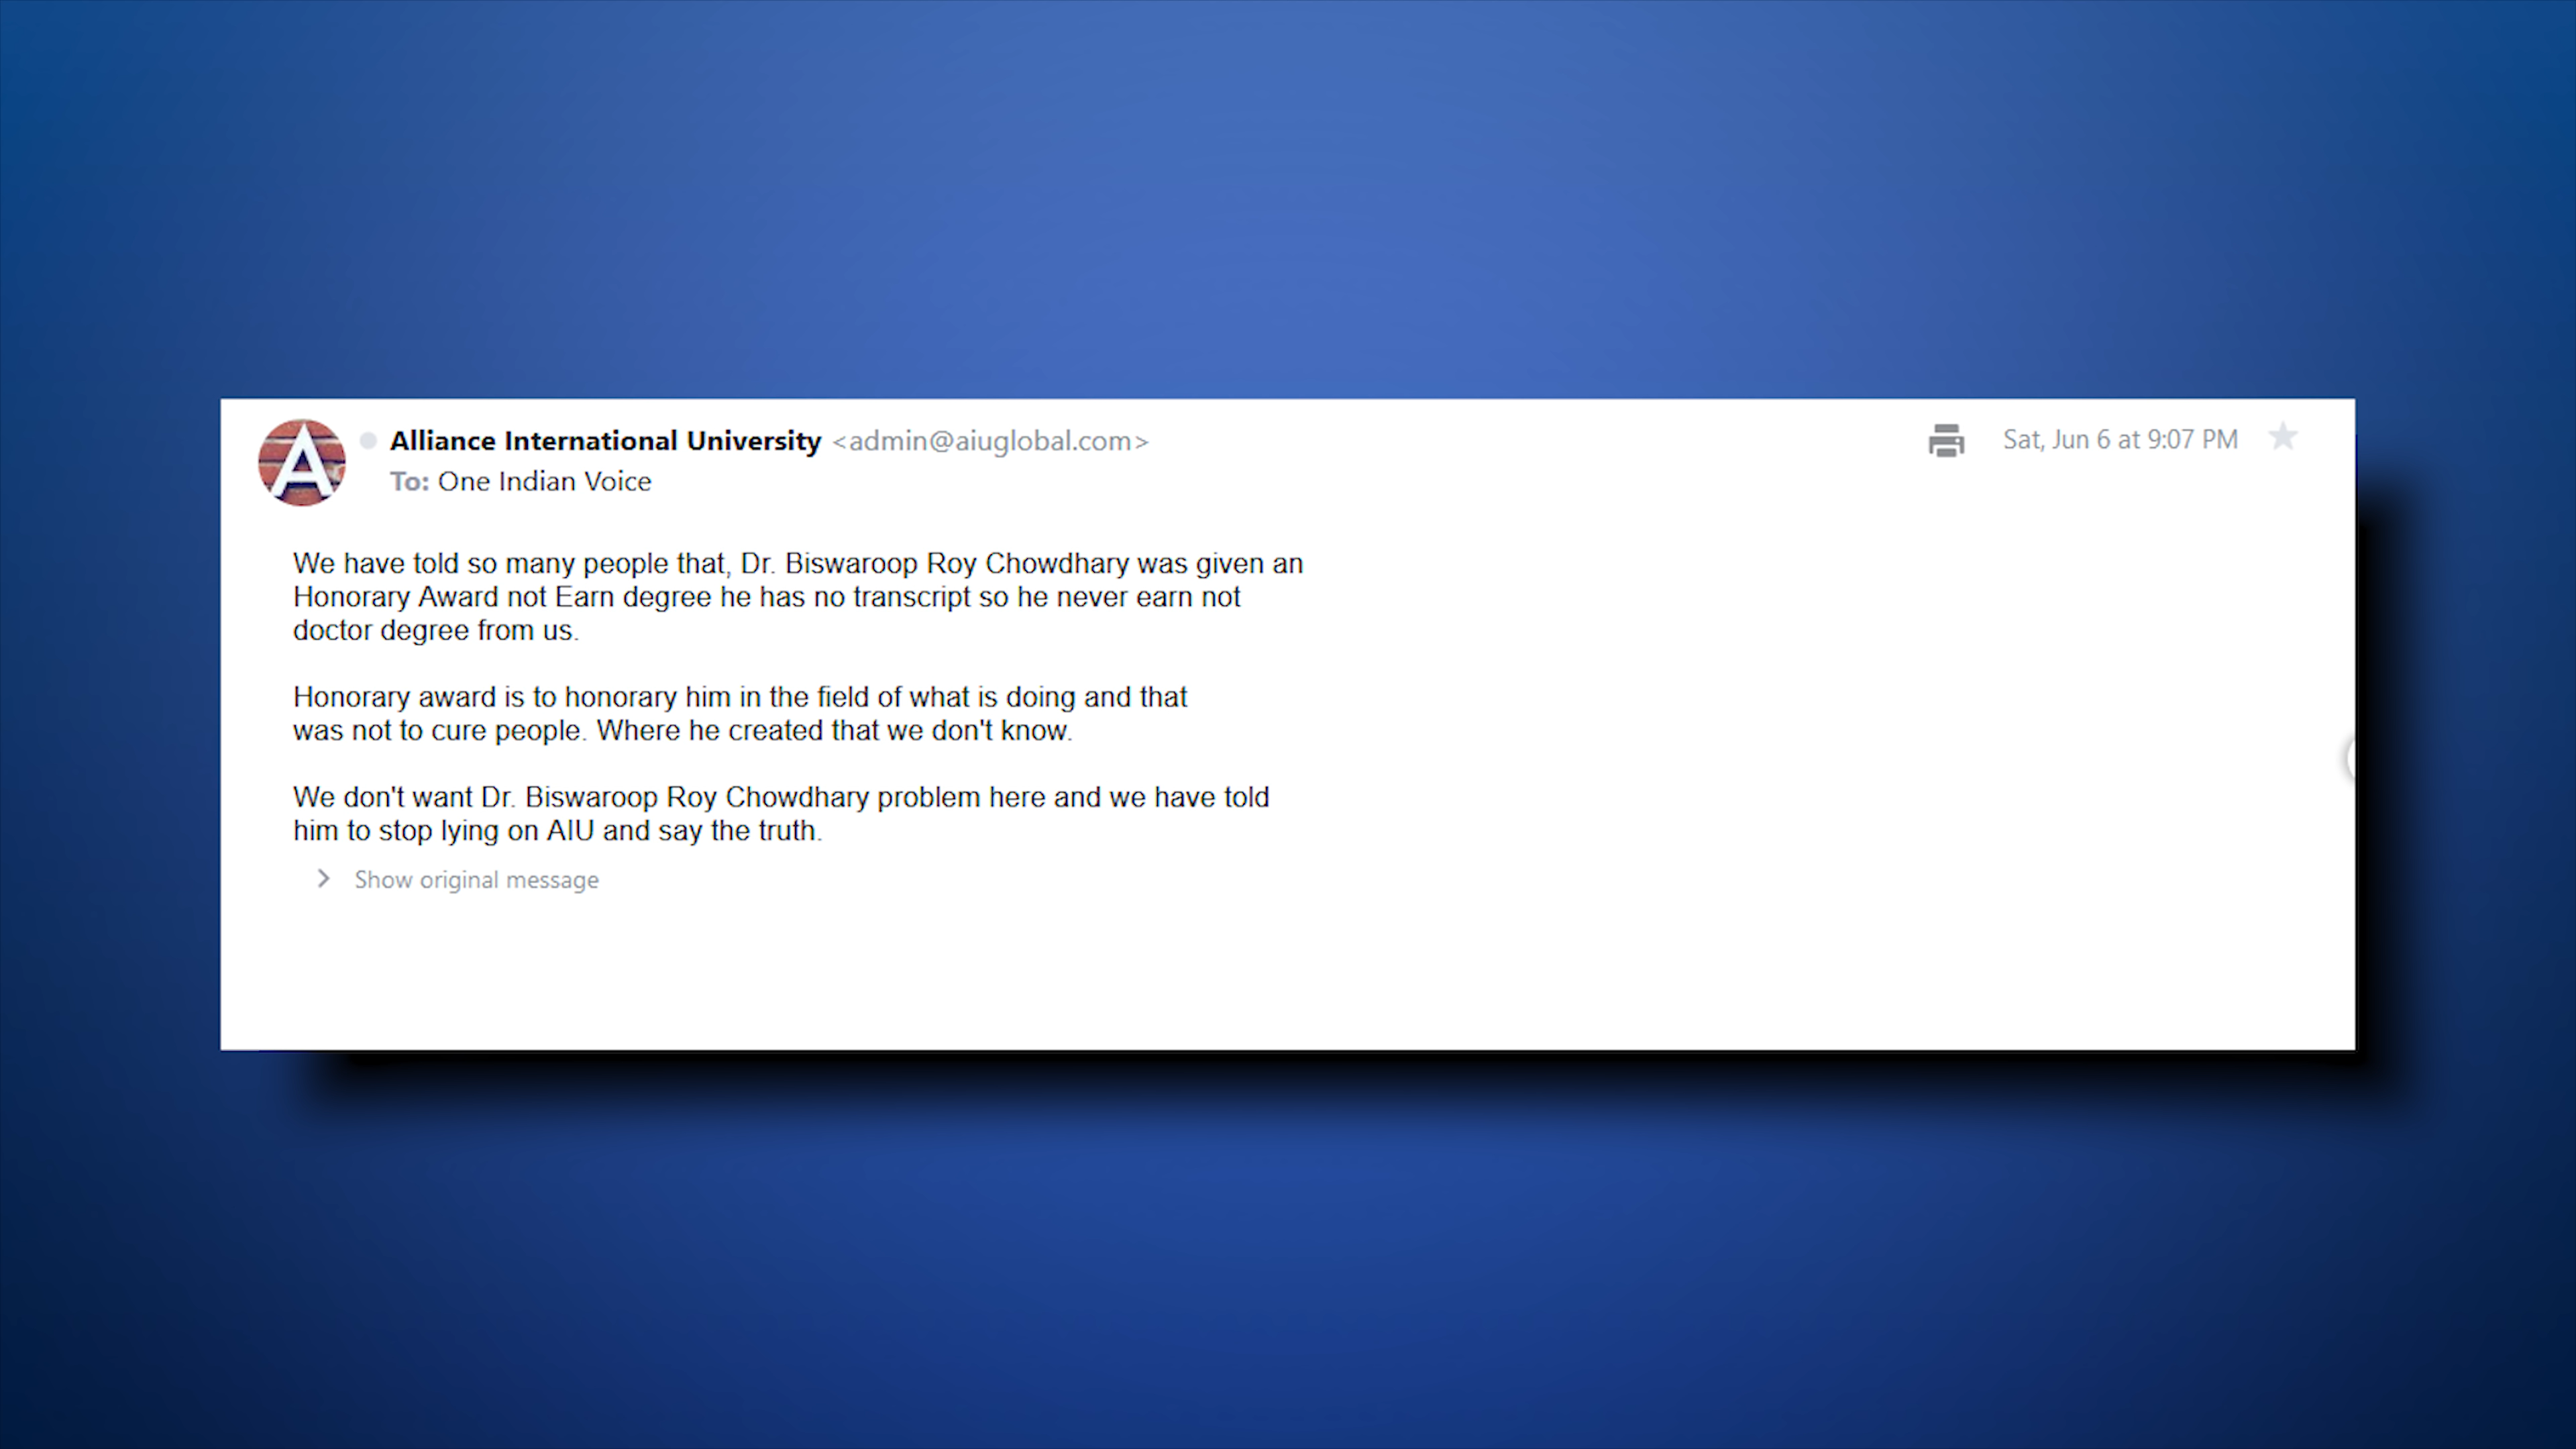 A
Alliance International University <admin@aiuglobal.com>
Sat, Jun 6 at 9:07 PM
To: One Indian Voice
We have told so many people that, Dr. Biswaroop Roy Chowdhary was given an
Honorary Award not Earn degree he has no transcript so he never earn not
doctor degree from us.
Honorary award is to honorary him in the field of what is doing and that
was not to cure people. Where he created that we don't know.
We don't want Dr. Biswaroop Roy Chowdhary problem here and we have told
him to stop lying on AIU and say the truth.
Show original message